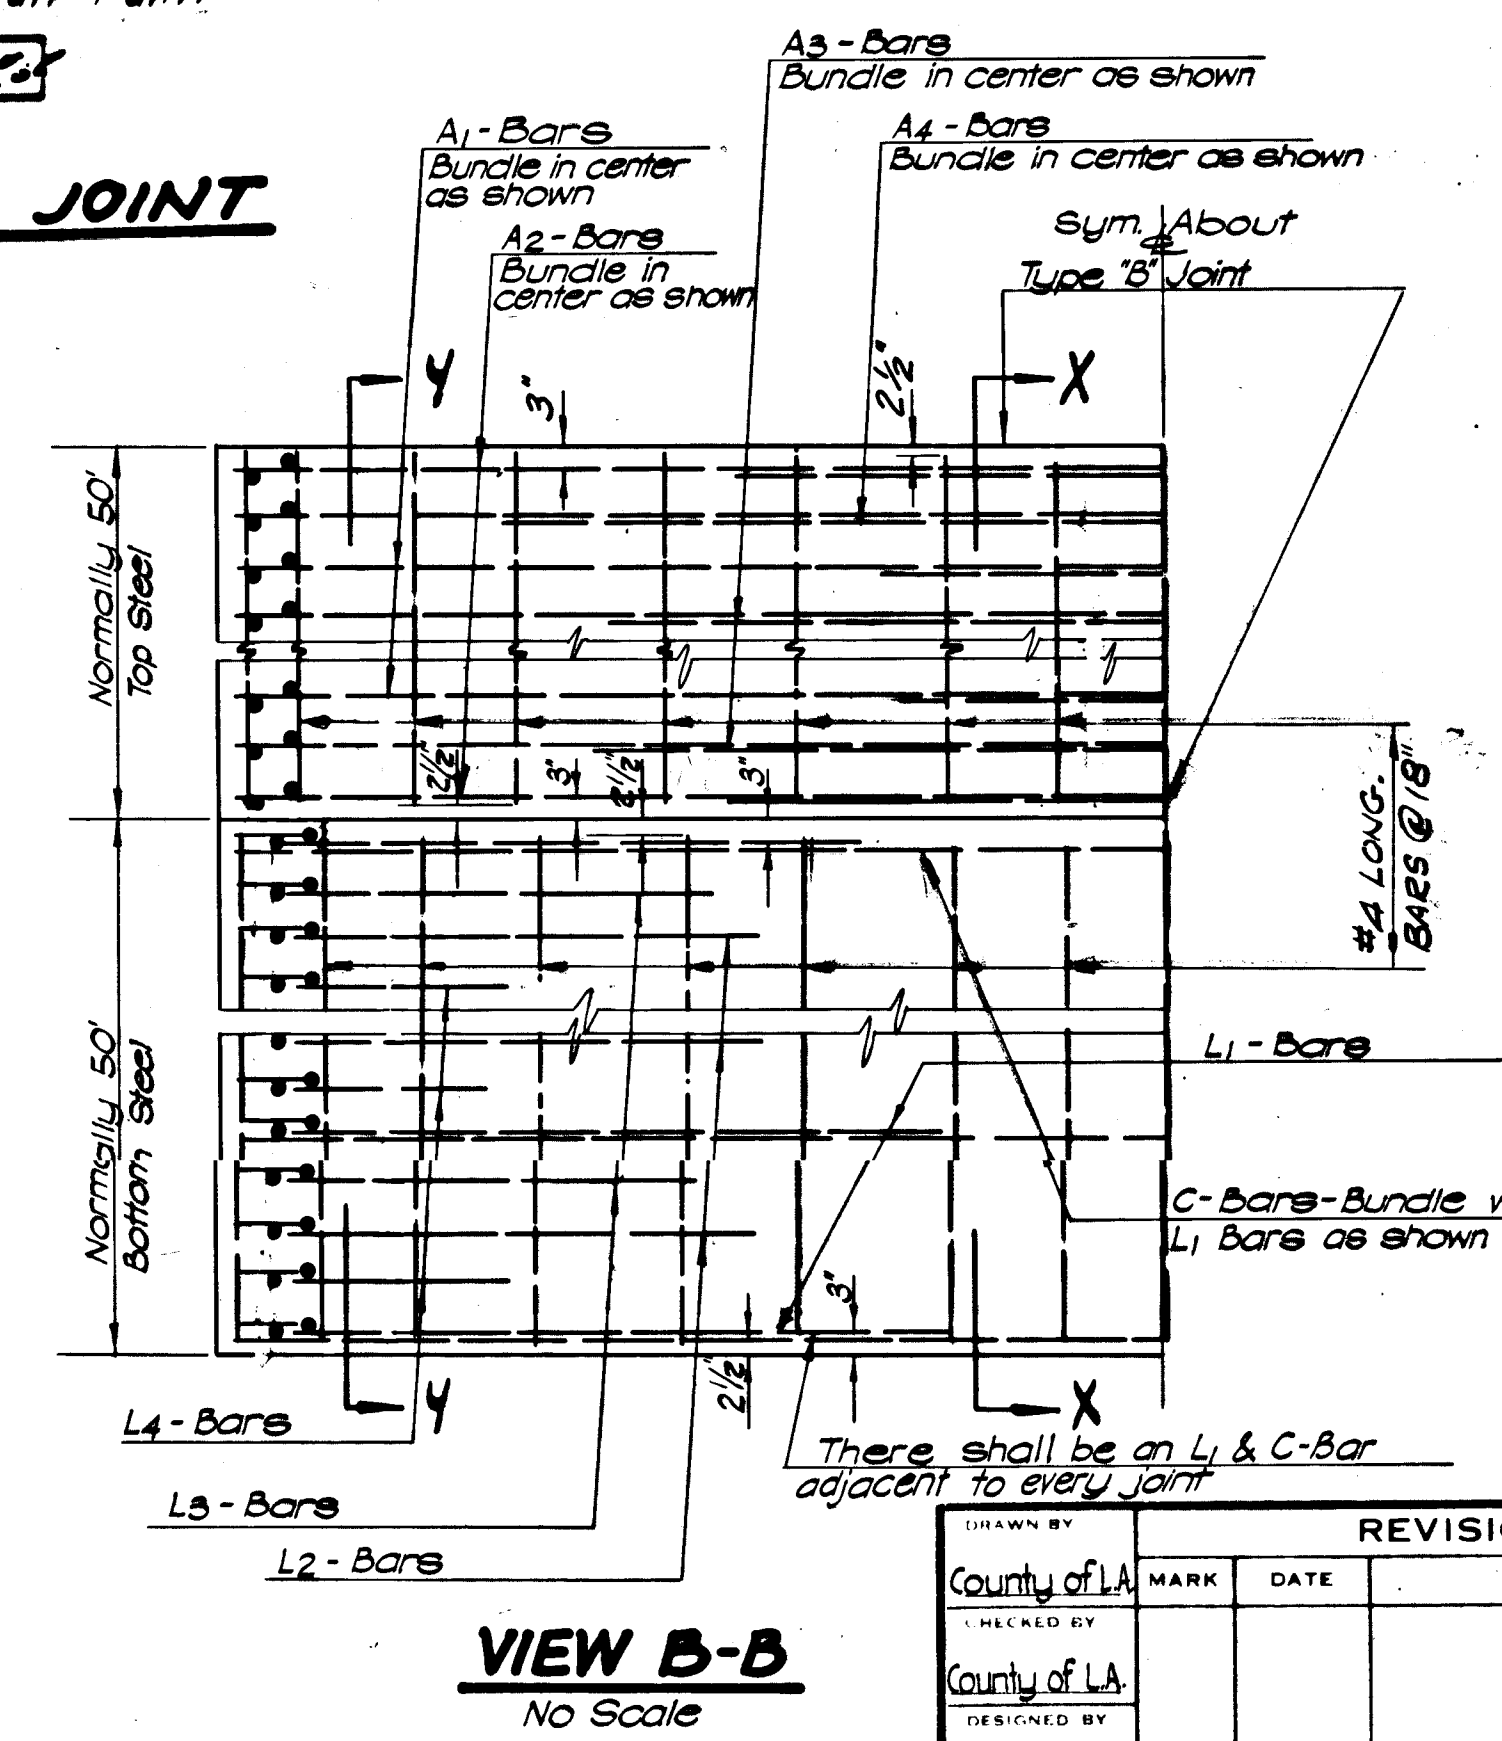 JOINT
A3 - Bars
Bundle in center as shown
A1 - Bars
Bundle in center
as shown
A4 - Bars
Bundle in center as shown
A2 - Bars
Bundle in
center as shown
Sym. ℄ About
Type "B" Joint
Y
3"
2½"
X
Normally 50'
Top Steel
2½"
3"
2½"
3"
#4 LONG.
BARS @ 18"
Normally 50'
Bottom Steel
L1 - Bars
C-Bars-Bundle
L1 Bars as shown
3"
2½"
Y
X
L4 - Bars
There shall be an L1 & C-Bar
adjacent to every joint
L3 - Bars
L2 - Bars
VIEW B-B
No Scale
DRAWN BY
County of L.A.
CHECKED BY
County of L.A.
DESIGNED BY
MARK
DATE